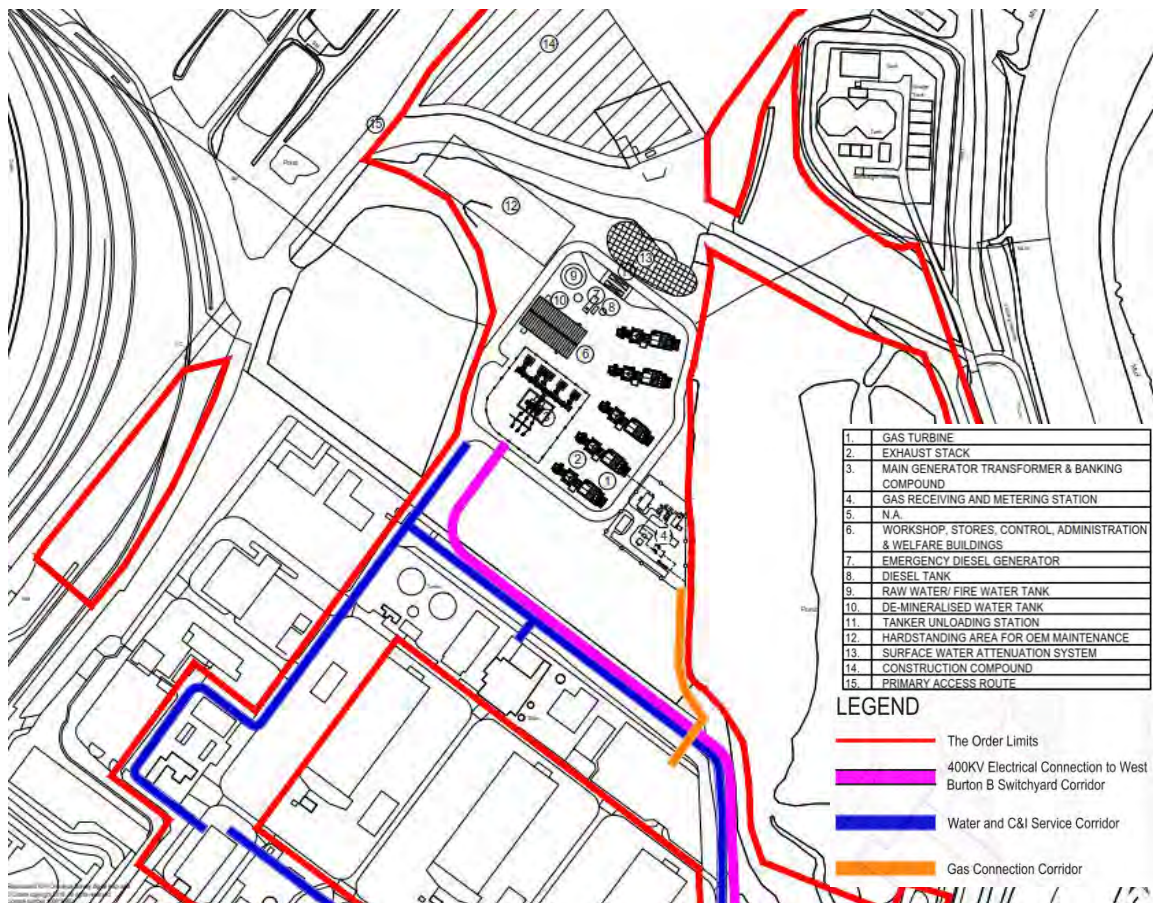 14
15
Pond
Tank
Tank
12
13
9
7
10
8
6
2
1
4
Pond
1. GAS TURBINE
2. EXHAUST STACK
3. MAIN GENERATOR TRANSFORMER & BANKING
COMPOUND
4. GAS RECEIVING AND METERING STATION
5. N.A.
6. WORKSHOP, STORES, CONTROL, ADMINISTRATION
& WELFARE BUILDINGS
7. EMERGENCY DIESEL GENERATOR
8. DIESEL TANK
9. RAW WATER/ FIRE WATER TANK
10. DE-MINERALISED WATER TANK
11. TANKER UNLOADING STATION
12. HARDSTANDING AREA FOR OEM MAINTENANCE
13. SURFACE WATER ATTENUATION SYSTEM
14. CONSTRUCTION COMPOUND
15. PRIMARY ACCESS ROUTE
LEGEND
The Order Limits
400KV Electrical Connection to West
Burton B Switchyard Corridor
Water and C&I Service Corridor
Gas Connection Corridor